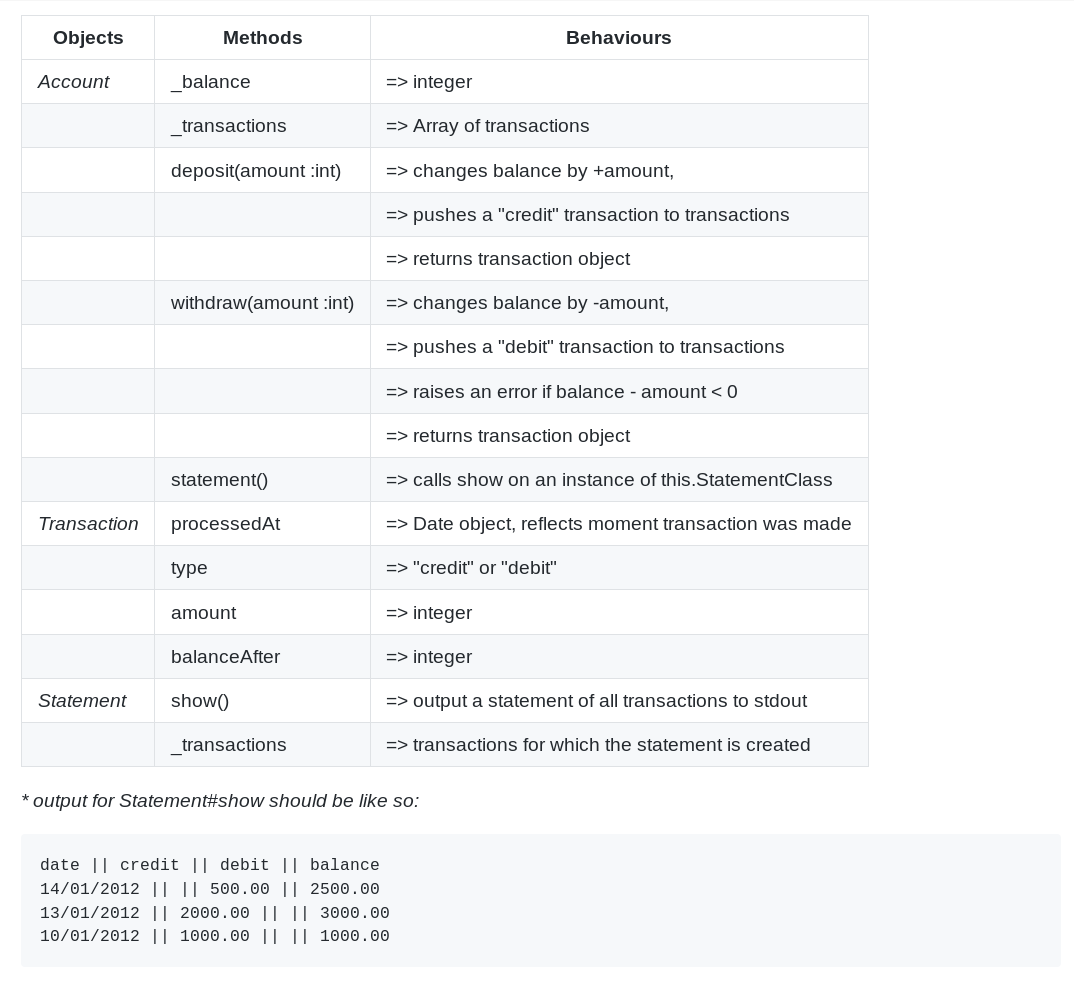 Objects Methods Behaviours
Account _balance => integer
_transactions => Array of transactions
deposit(amount :int) => changes balance by +amount,
=> pushes a "credit" transaction to transactions
=> returns transaction object
withdraw(amount :int) => changes balance by -amount,
=> pushes a "debit" transaction to transactions
=> raises an error if balance - amount < 0
=> returns transaction object
statement() => calls show on an instance of this.StatementClass
Transaction processedAt => Date object, reflects moment transaction was made
type => "credit" or "debit"
amount => integer
balanceAfter => integer
Statement show() => output a statement of all transactions to stdout
_transactions => transactions for which the statement is created
* output for Statement#show should be like so:
date || credit || debit || balance
14/01/2012 || || 500.00 || 2500.00
13/01/2012 || 2000.00 || || 3000.00
10/01/2012 || 1000.00 || || 1000.00